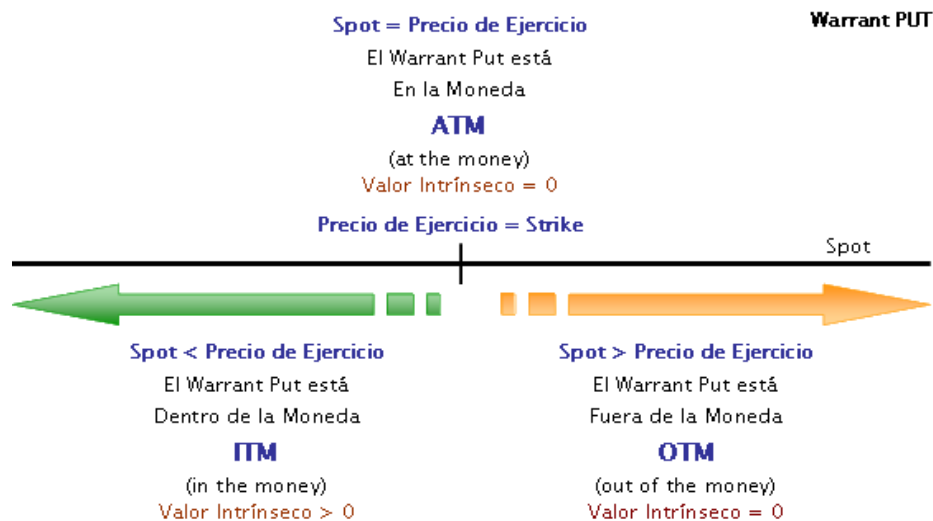 Warrant PUT
Spot = Precio de Ejercicio
El Warrant Put está
En la Moneda
ATM
(at the money)
Valor Intrínseco = 0
Precio de Ejercicio = Strike
Spot
Spot < Precio de Ejercicio
El Warrant Put está
Dentro de la Moneda
ITM
(in the money)
Valor Intrínseco > 0
Spot > Precio de Ejercicio
El Warrant Put está
Fuera de la Moneda
OTM
(out of the money)
Valor Intrínseco = 0